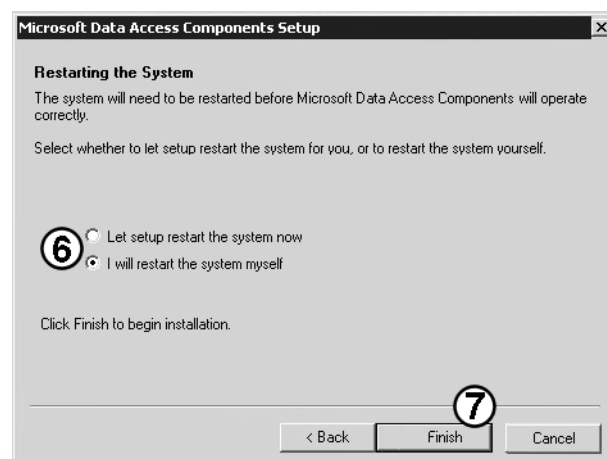 Microsoft Data Access Components Setup
X
Restarting the System
The system will need to be restarted before Microsoft Data Access Components will operate
correctly.
Select whether to let setup restart the system for you, or to restart the system yourself.
6
Let setup restart the system now
I will restart the system myself
Click Finish to begin installation.
7
< Back
Finish
Cancel